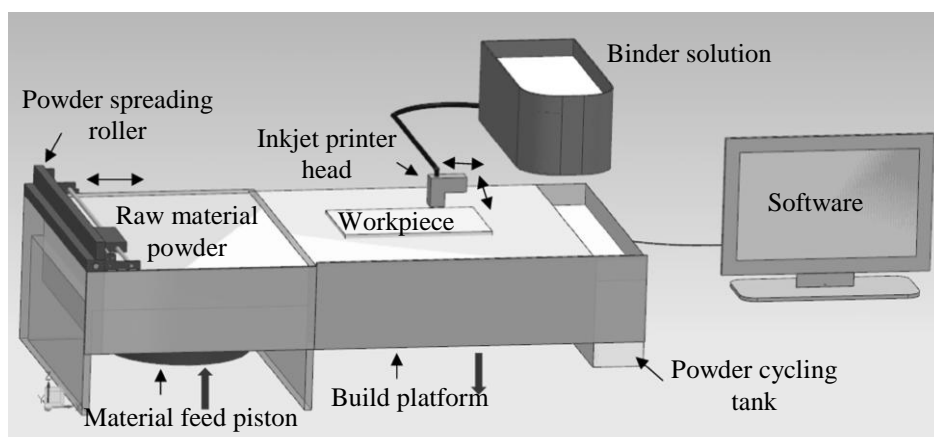 Binder solution
Powder spreading
roller
Inkjet printer
head
Raw material
powder
Workpiece
Software
Material feed piston
Build platform
Powder cycling
tank